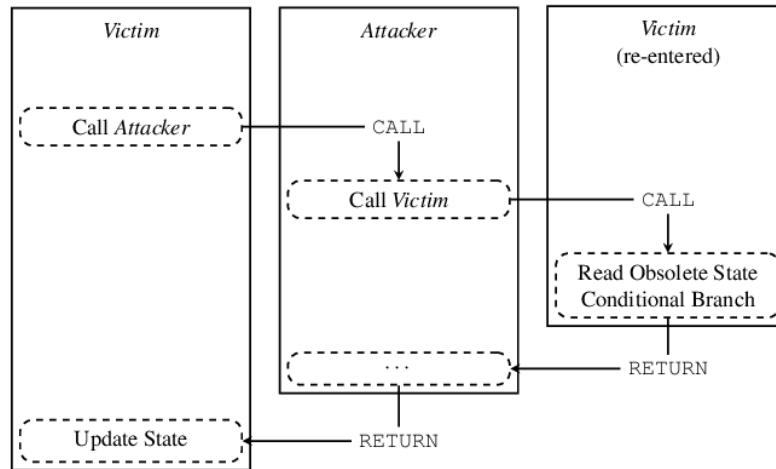 Victim
Attacker
Victim
(re-entered)
Call Attacker
CALL
Call Victim
CALL
Read Obsolete State
Conditional Branch
RETURN
...
RETURN
Update State